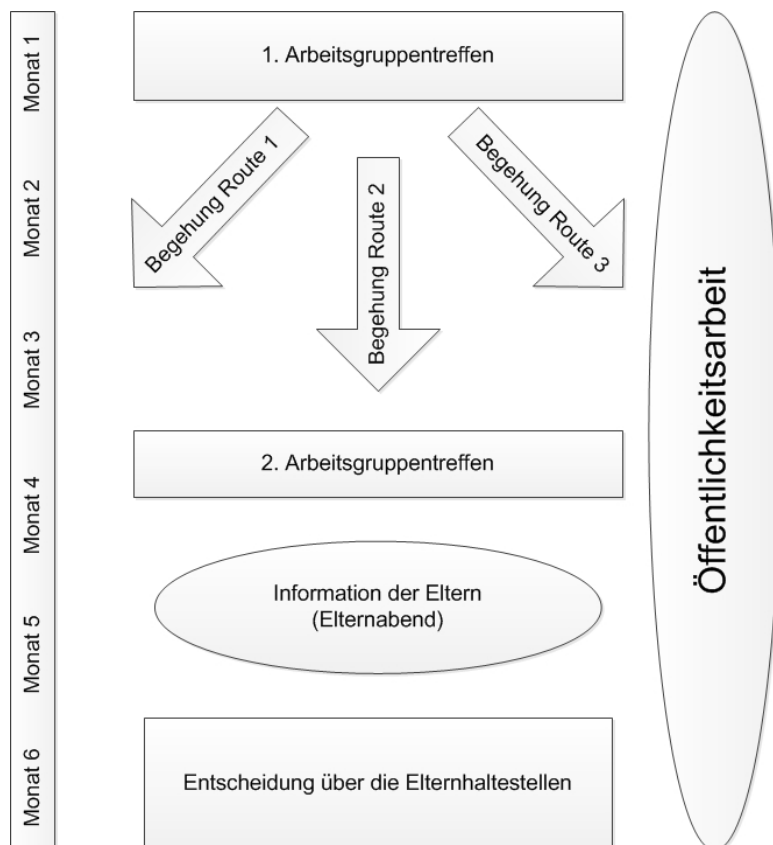 Monat 1
Monat 2
Monat 3
Monat 4
Monat 5
Monat 6
1. Arbeitsgruppentreffen
Begehung Route 1
Begehung Route 2
Begehung Route 3
2. Arbeitsgruppentreffen
Information der Eltern
(Elternabend)
Entscheidung über die Elternhaltestellen
Öffentlichkeitsarbeit